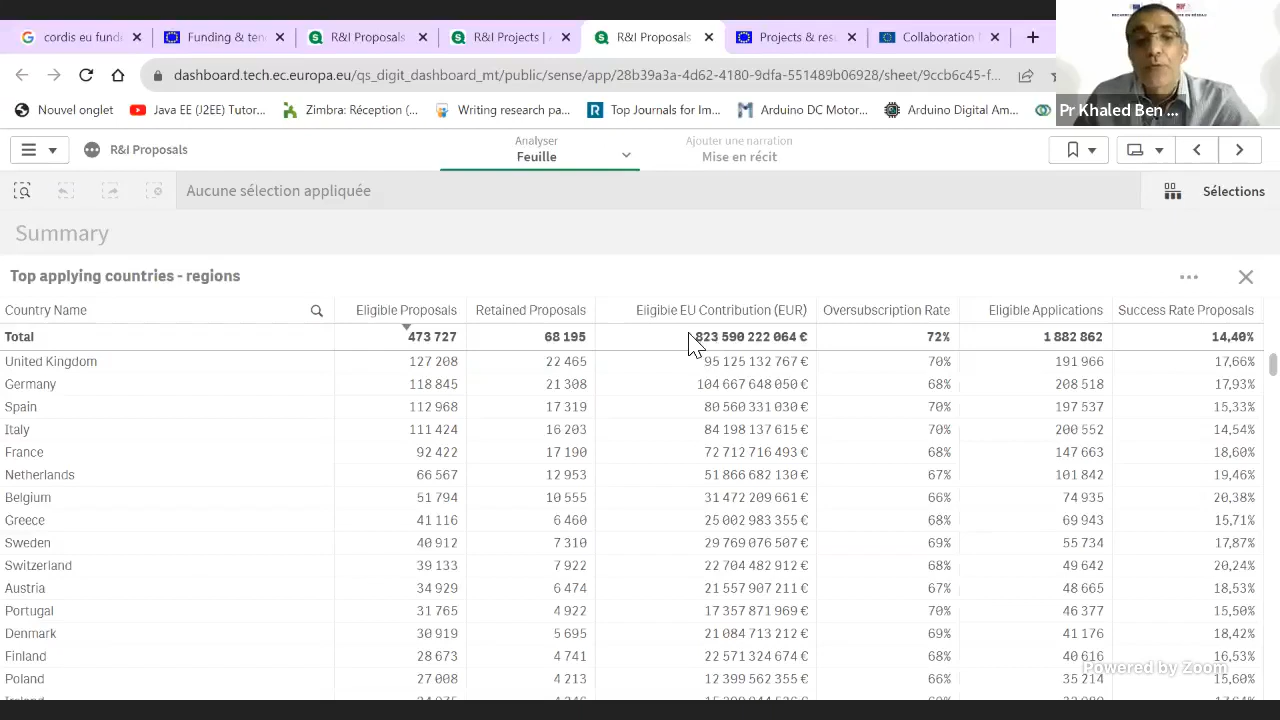 cordis eu fundi
Funding & tend
R&I Proposals
R&I Projects
R&I Proposals
Projects & resu
Collaboration
dashboard.tech.ec.europa.eu/qs_digit_dashboard_mt/public/sense/app/28b39a3a-4d62-4180-9dfa-551489b06928/sheet/9ccb6c45-f...
Nouvel onglet
Java EE (J2EE) Tutor...
Zimbra: Réception
Writing research pa...
Top Journals for Im...
Arduino DC Motor...
Arduino Digital Am...
Pr Khaled Ben ...
R&I Proposals
Analyser
Feuille
Ajouter une narration
Mise en récit
Aucune sélection appliquée
Sélections
Summary
Top applying countries - regions
Country Name Eligible Proposals Retained Proposals Eligible EU Contribution (EUR) Oversubscription Rate Eligible Applications Success Rate Proposals
Total 473 727 68 195 823 590 222 064 € 72% 1 882 862 14,40%
United Kingdom 127 208 22 465 95 125 132 767 € 70% 191 966 17,66%
Germany 118 845 21 308 104 667 648 050 € 68% 208 518 17,93%
Spain 112 968 17 319 80 560 331 030 € 70% 197 537 15,33%
Italy 111 424 16 203 84 198 137 615 € 70% 200 552 14,54%
France 92 422 17 190 72 712 716 493 € 68% 147 663 18,60%
Netherlands 66 567 12 953 51 866 682 130 € 67% 101 842 19,46%
Belgium 51 794 10 555 31 472 209 661 € 66% 74 935 20,38%
Greece 41 116 6 460 25 002 983 355 € 68% 69 943 15,71%
Sweden 40 912 7 310 29 769 076 507 € 69% 55 734 17,87%
Switzerland 39 133 7 922 22 704 482 912 € 68% 49 642 20,24%
Austria 34 929 6 474 21 557 907 211 € 67% 48 665 18,53%
Portugal 31 765 4 922 17 357 871 969 € 70% 46 377 15,50%
Denmark 30 919 5 695 21 084 713 212 € 69% 41 176 18,42%
Finland 28 673 4 741 22 571 324 674 € 68% 40 616 16,53%
Poland 27 005 4 213 12 399 562 355 € 66% 35 214 15,60%
Powered by Zoom